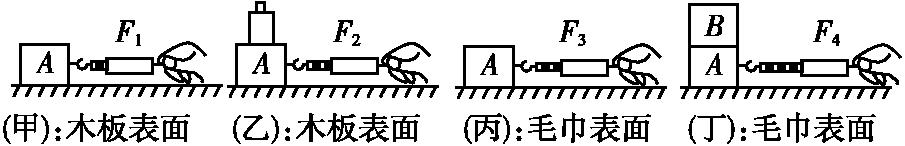 F₁ F₂ B F₃ F₄
A A A A
(甲):木板表面 (乙):木板表面 (丙):毛巾表面 (丁):毛巾表面